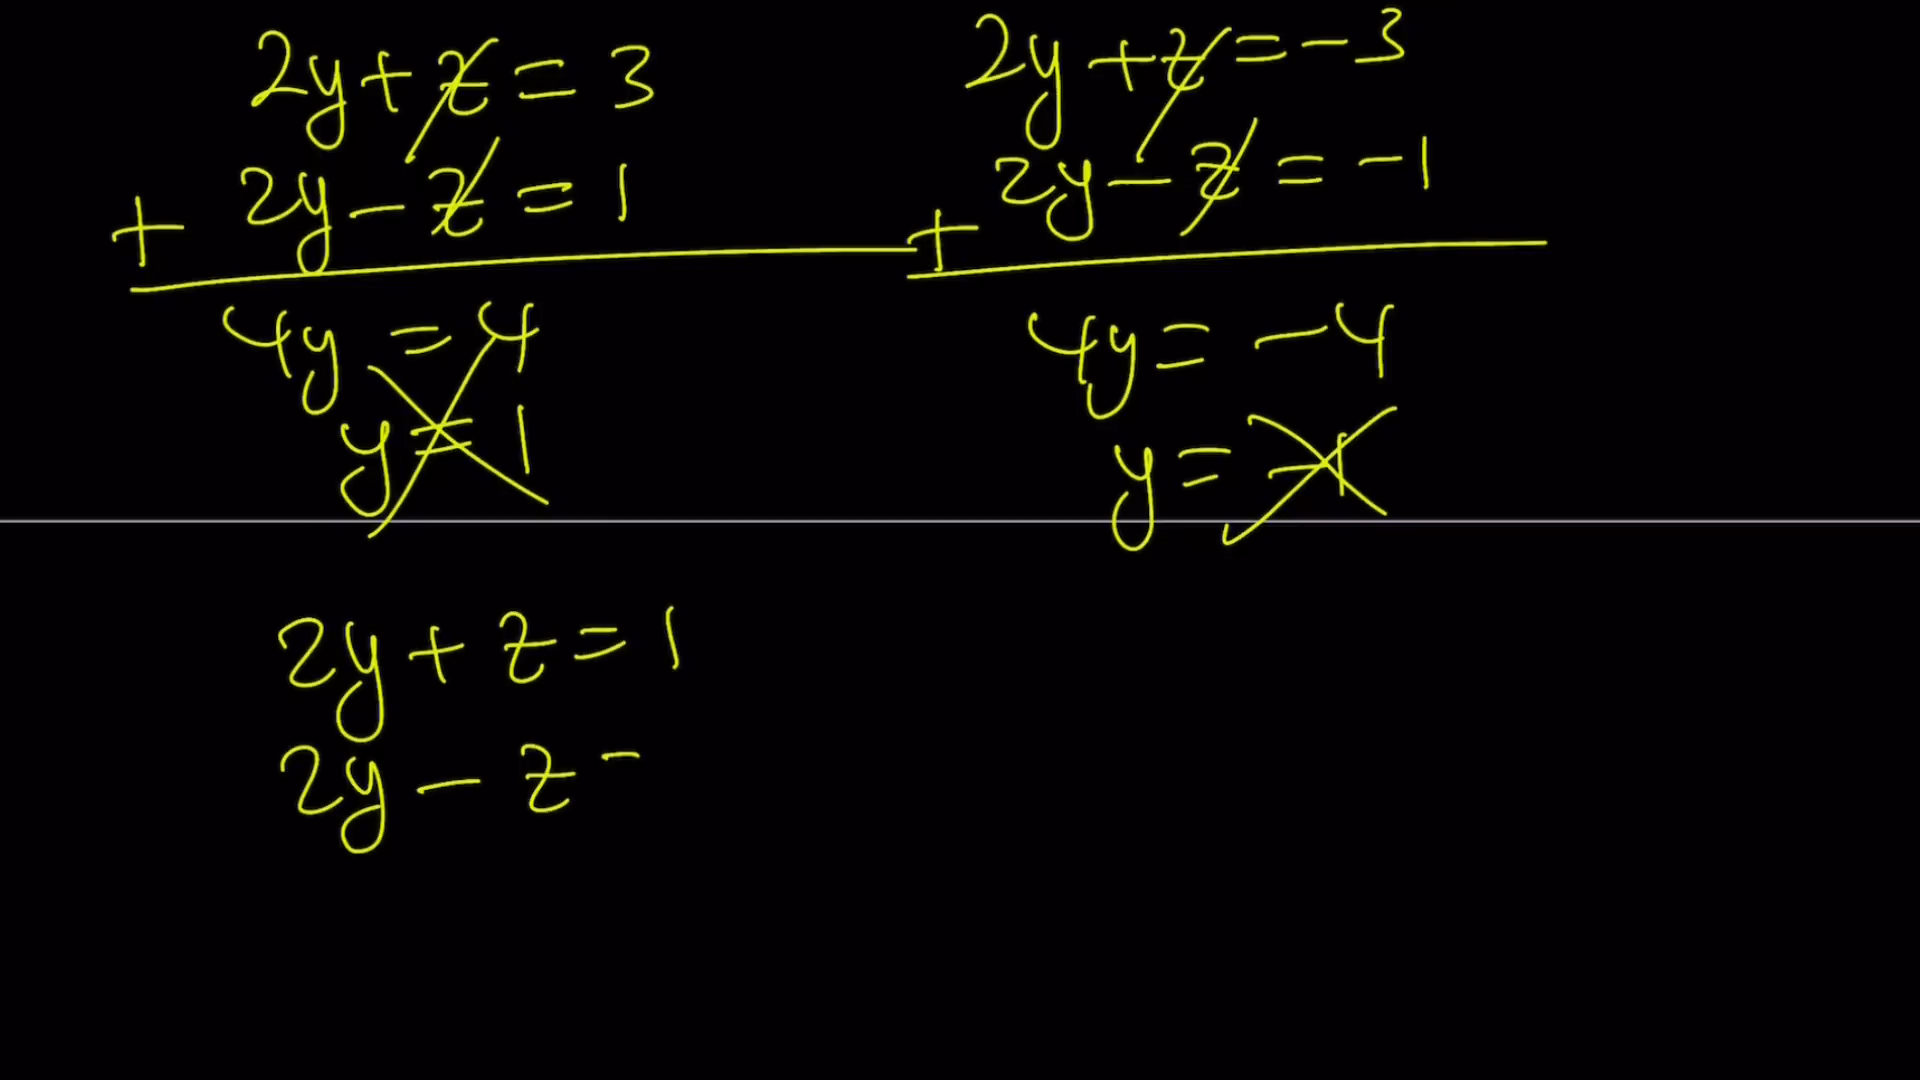 2y + z = 3
+ 2y - z = 1
4y = 4
y = 1
2y + z = -3
+ 2y - z = -1
4y = -4
y = -1
2y + z = 1
2y - z -